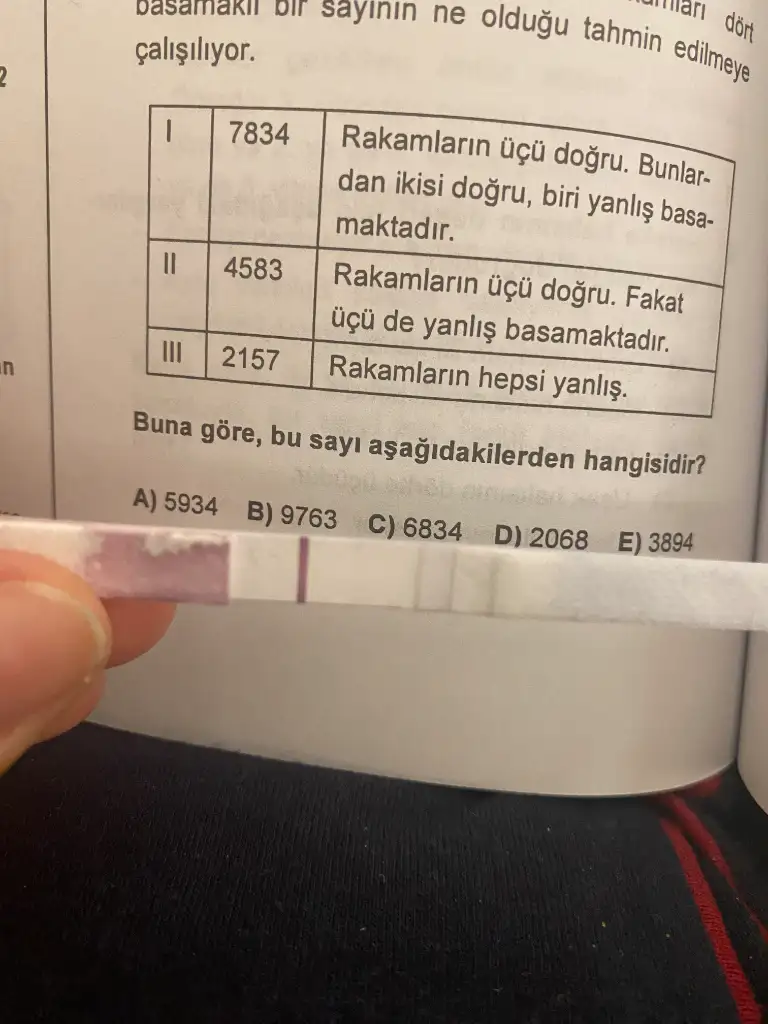 dört
basamaklı bir sayının ne olduğu tahmin edilmeye
çalışılıyor.
2
I 7834 Rakamların üçü doğru. Bunlar-
dan ikisi doğru, biri yanlış basa-
maktadır.
II 4583 Rakamların üçü doğru. Fakat
üçü de yanlış basamaktadır.
III 2157 Rakamların hepsi yanlış.
Buna göre, bu sayı aşağıdakilerden hangisidir?
A) 5934 B) 9763 C) 6834 D) 2068 E) 3894